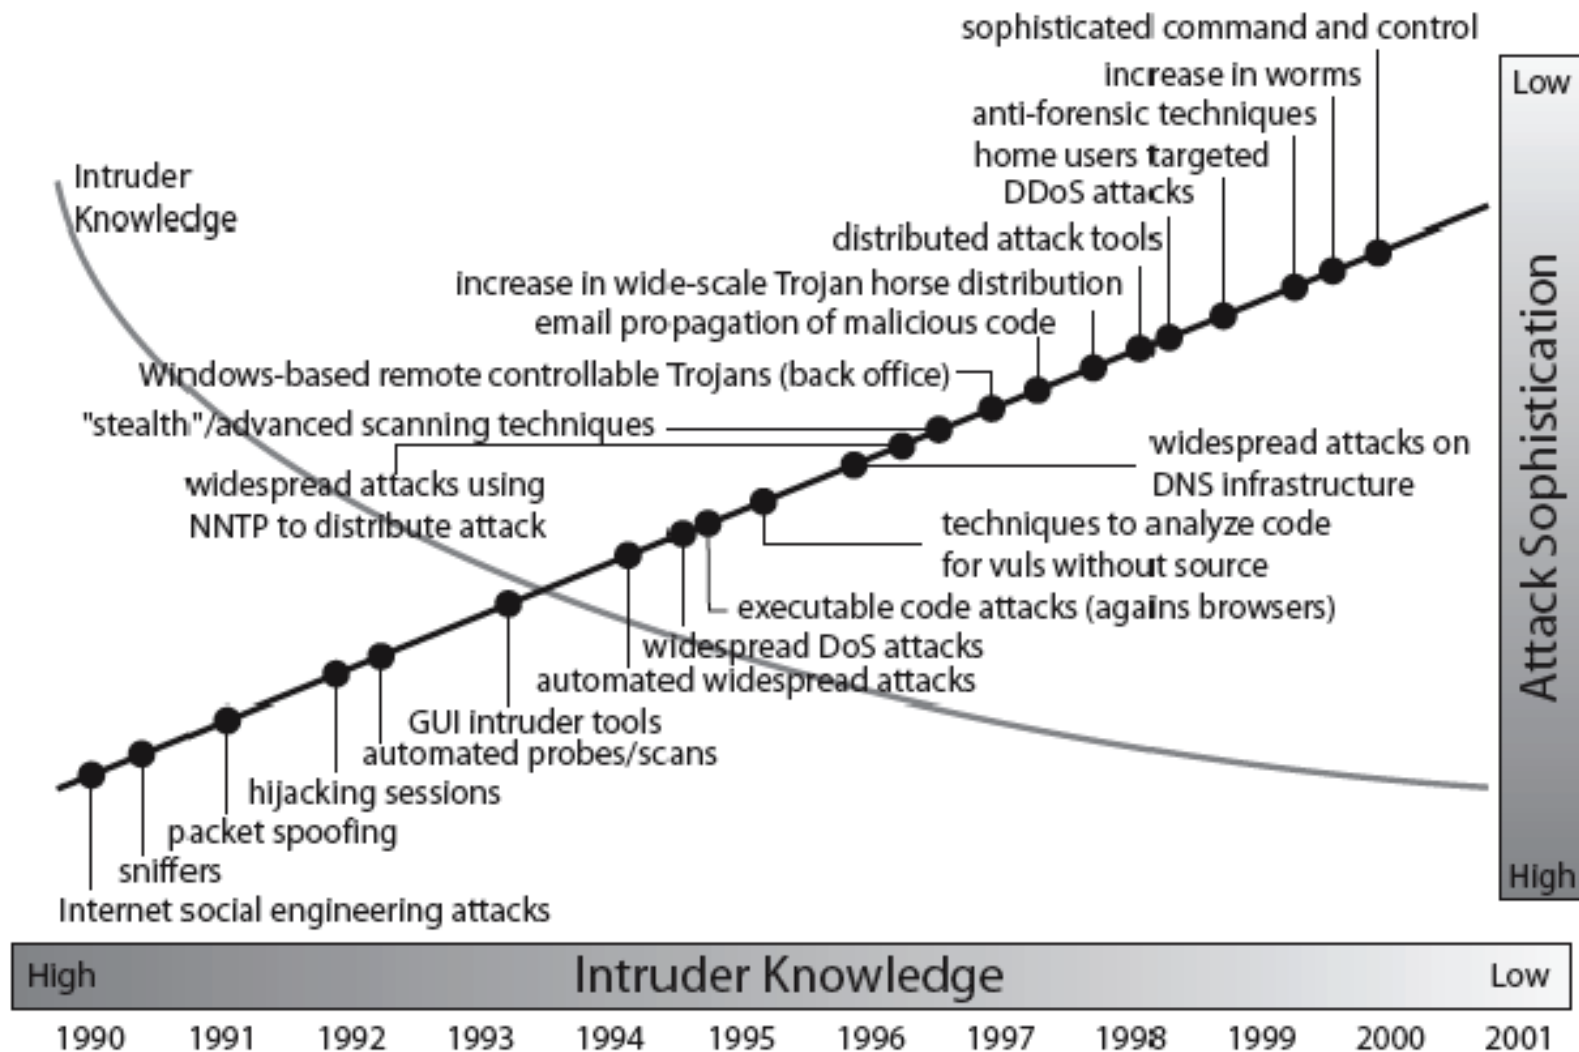 sophisticated command and control
increase in worms
anti-forensic techniques
home users targeted
DDoS attacks
distributed attack tools
increase in wide-scale Trojan horse distribution
email propagation of malicious code
Windows-based remote controllable Trojans (back office)
"stealth"/advanced scanning techniques
widespread attacks using
NNTP to distribute attack
Intruder
Knowledge
widespread attacks on
DNS infrastructure
techniques to analyze code
for vuls without source
executable code attacks (agains browsers)
widespread DoS attacks
automated widespread attacks
GUI intruder tools
automated probes/scans
hijacking sessions
packet spoofing
sniffers
Internet social engineering attacks
Low
Attack Sophistication
High
High Intruder Knowledge Low
1990 1991 1992 1993 1994 1995 1996 1997 1998 1999 2000 2001